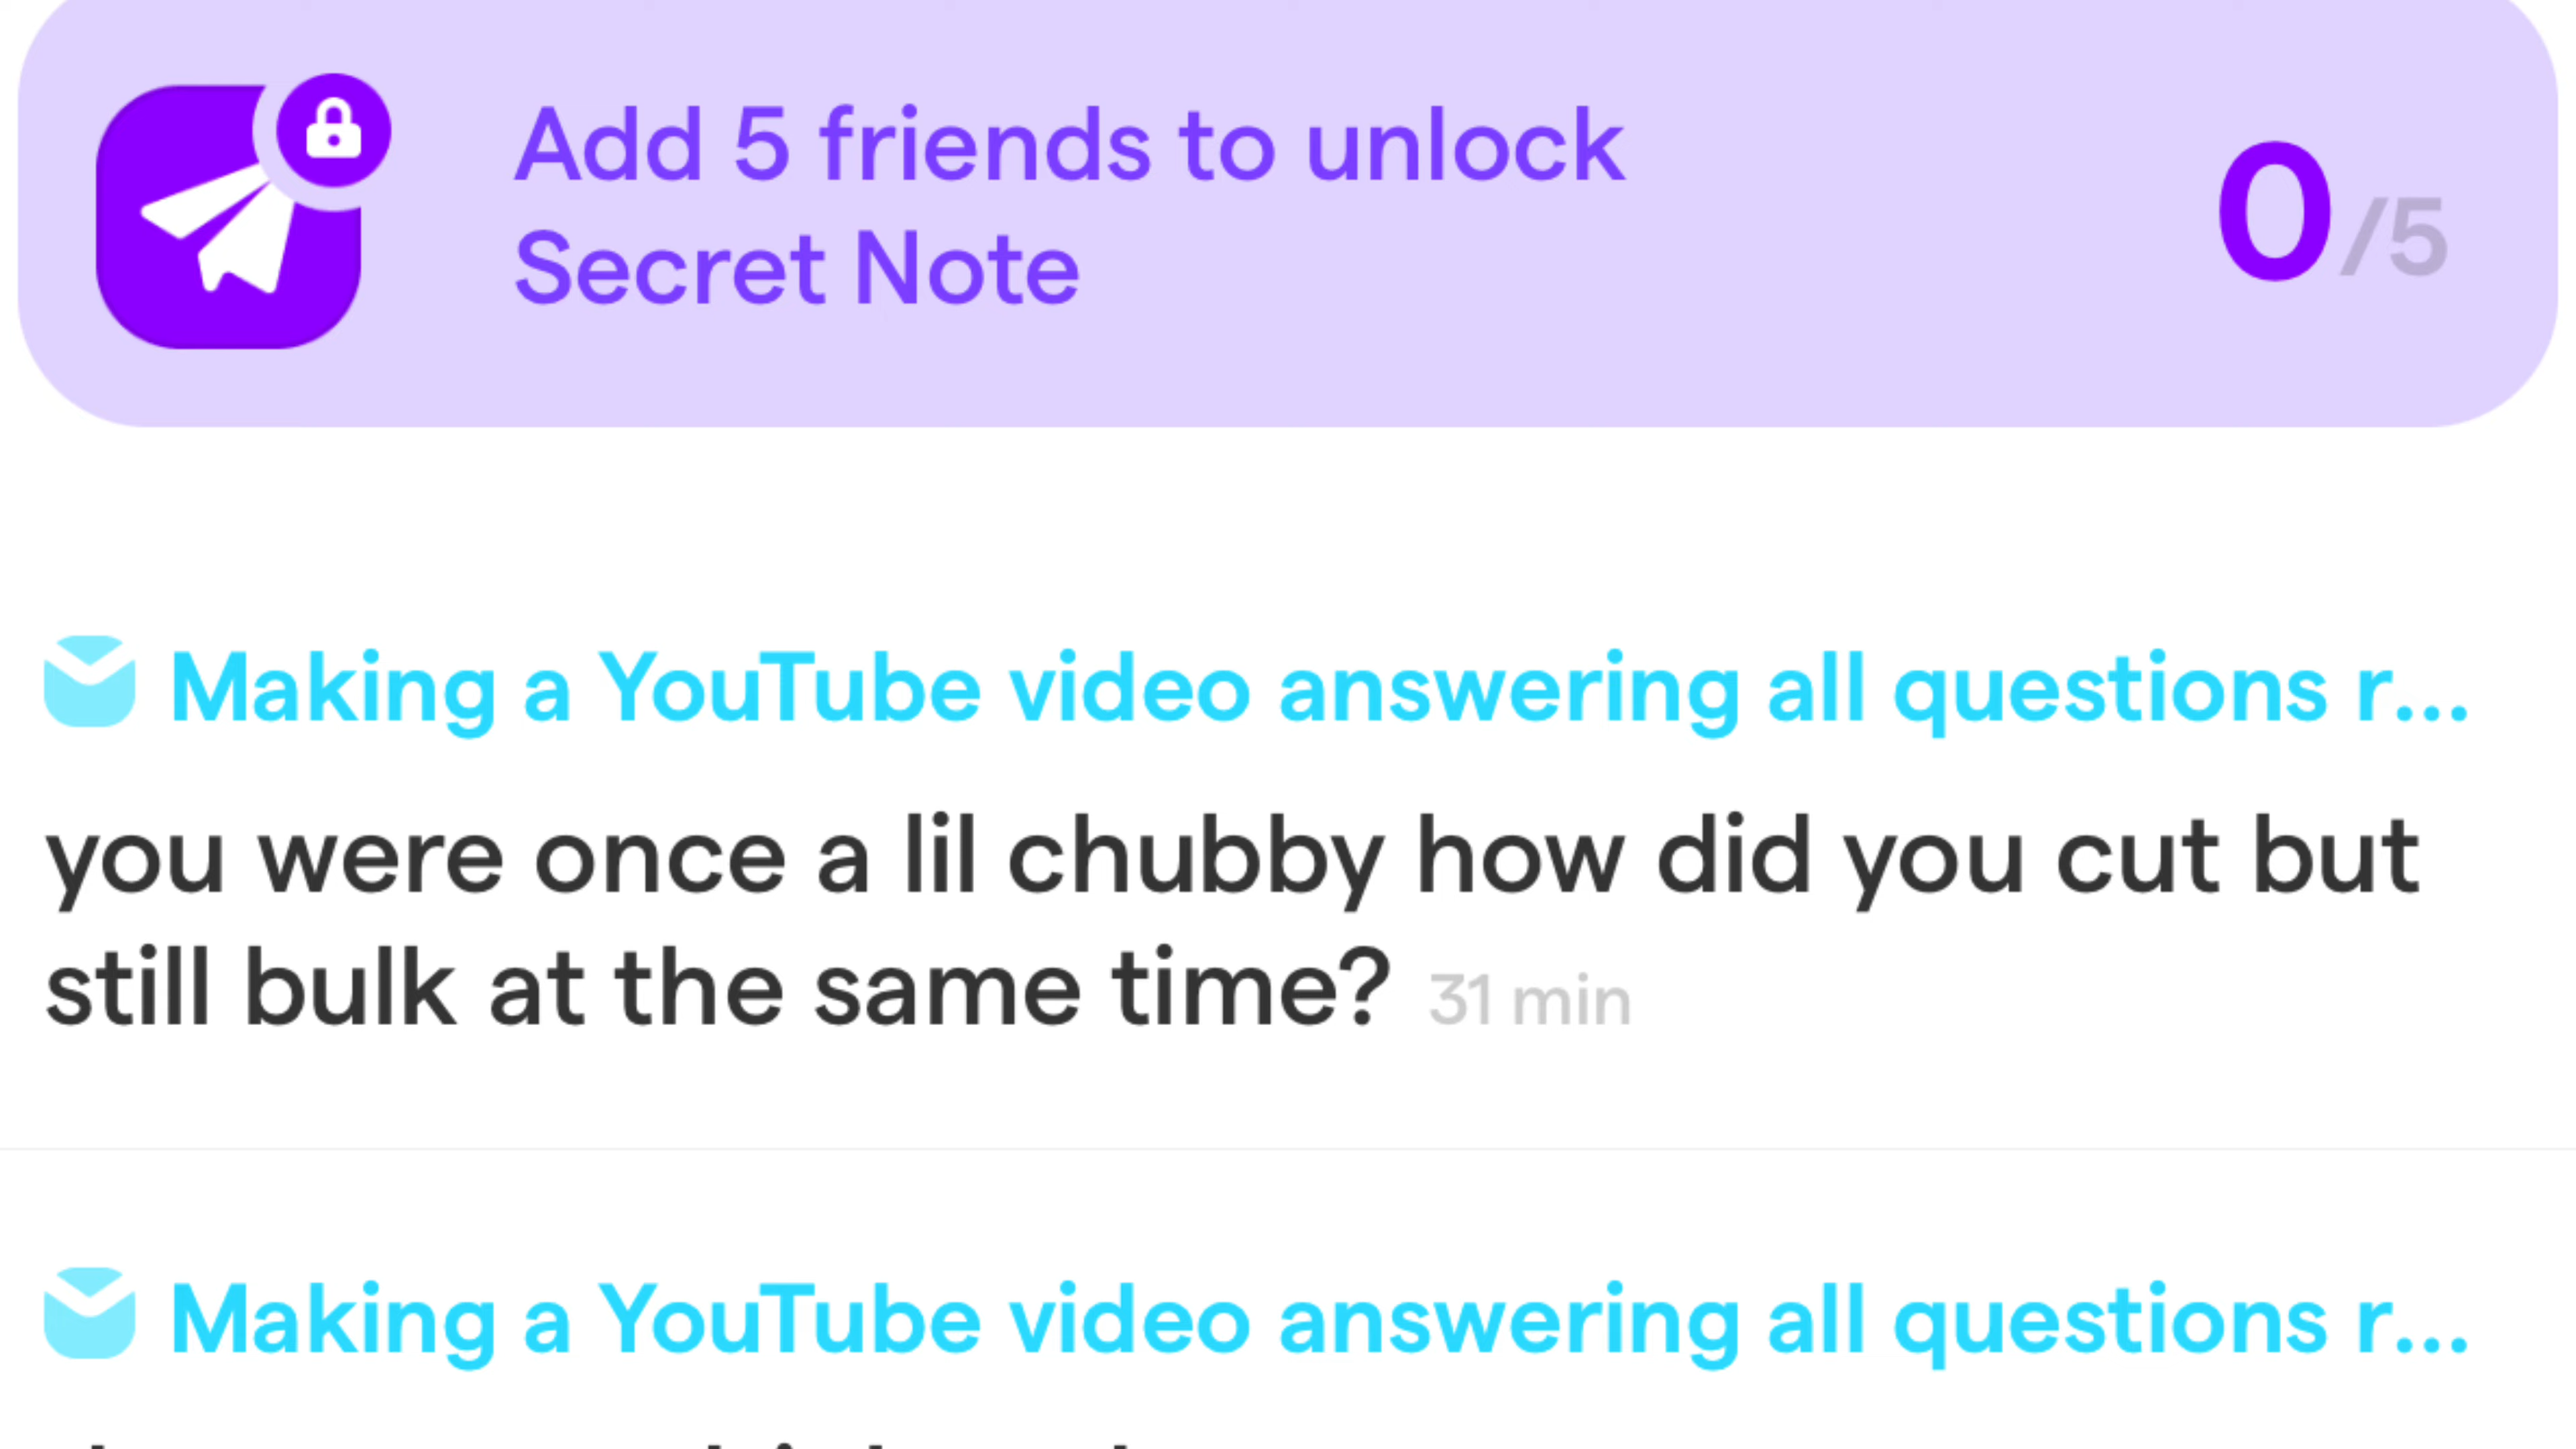 Add 5 friends to unlock
Secret Note
0/5
Making a YouTube video answering all questions r...
you were once a lil chubby how did you cut but
still bulk at the same time? 31 min
Making a YouTube video answering all questions r...